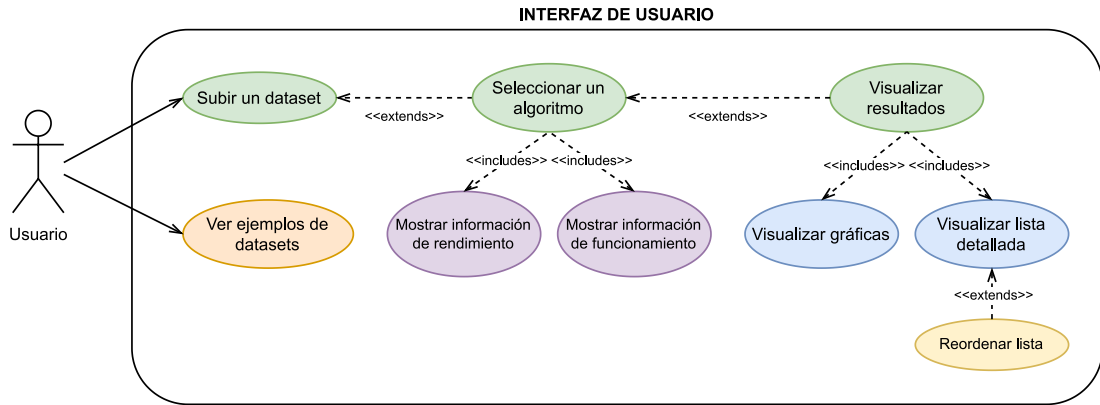 INTERFAZ DE USUARIO
Subir un dataset
<<extends>>
Seleccionar un
algoritmo
<<extends>>
Visualizar
resultados
<<includes>>
<<includes>>
<<includes>>
<<includes>>
Usuario
Ver ejemplos de
datasets
Mostrar información
de rendimiento
Mostrar información
de funcionamiento
Visualizar gráficas
Visualizar lista
detallada
<<extends>>
Reordenar lista